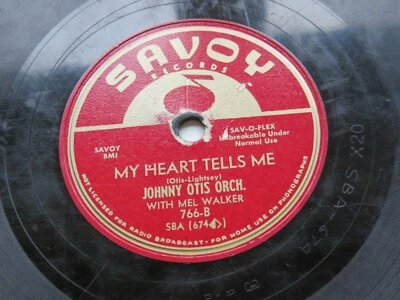 SAVOY
RECORDS
SAV-O-FLEX
Unbreakable Under
Normal Use
SAVOY
BMI
MY HEART TELLS ME
(Otis-Lightsey)
JOHNNY OTIS ORCH.
WITH MEL WALKER
766-B
SBA (674
NOT LICENSED FOR RADIO BROADCAST - FOR HOME USE ON PHONOGRAPHS